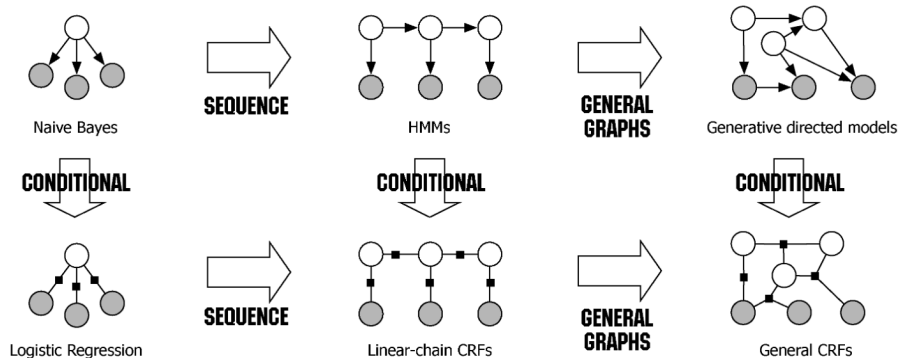 SEQUENCE
GENERAL
GRAPHS
Naive Bayes
HMMs
Generative directed models
CONDITIONAL
CONDITIONAL
CONDITIONAL
SEQUENCE
GENERAL
GRAPHS
Logistic Regression
Linear-chain CRFs
General CRFs